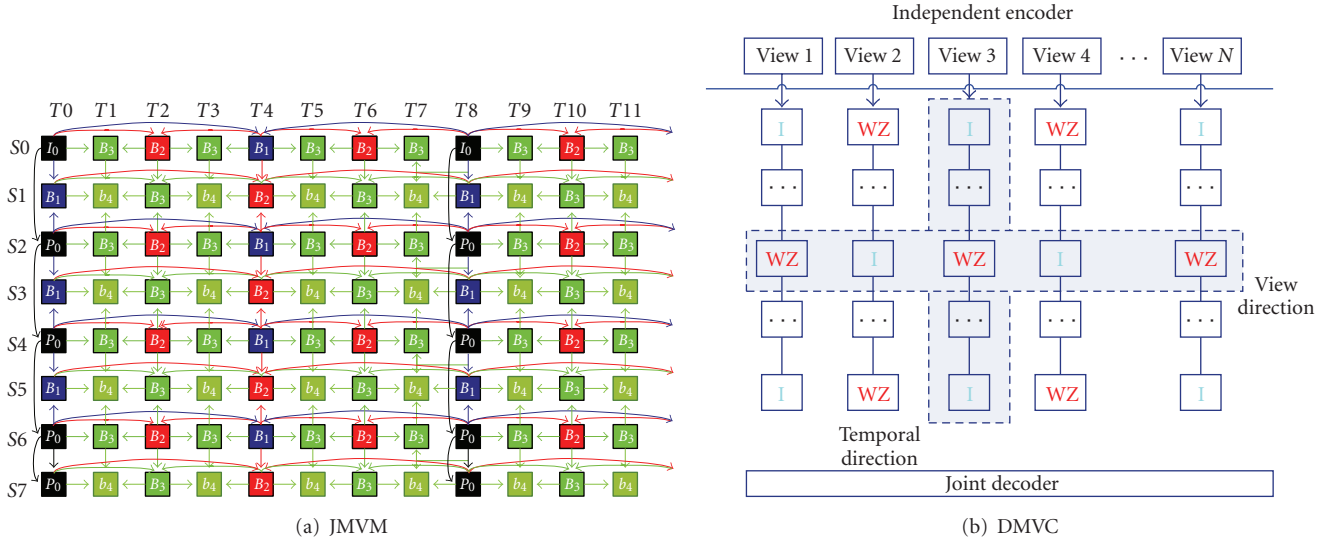 T0 T1 T2 T3 T4 T5 T6 T7 T8 T9 T10 T11
S0 I0 B3 B2 B3 B1 B3 B2 B3 I0 B3 B2 B3
S1 B1 b4 B3 b4 B2 b4 B3 b4 B1 b4 B3 b4
S2 P0 B3 B2 B3 B1 B3 B2 B3 P0 B3 B2 B3
S3 B1 b4 B3 b4 B2 b4 B3 b4 B1 b4 B3 b4
S4 P0 B3 B2 B3 B1 B3 B2 B3 P0 B3 B2 B3
S5 B1 b4 B3 b4 B2 b4 B3 b4 B1 b4 B3 b4
S6 P0 B3 B2 B3 B1 B3 B2 B3 P0 B3 B2 B3
S7 P0 b4 B3 b4 B2 b4 B3 b4 P0 b4 B3 b4
(a) JMVM
Independent encoder
View 1 View 2 View 3 View 4 · · · View N
I WZ I WZ I
· · · · · · · · · · · · · · ·
WZ I WZ I WZ
View
direction
· · · · · · · · · · · · · · ·
I WZ I WZ I
Temporal
direction
Joint decoder
(b) DMVC